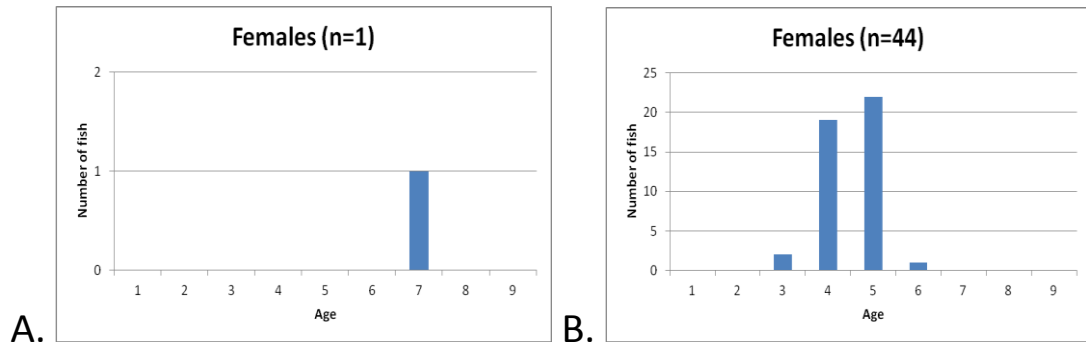 Females (n=1)
2
1
0
Number of fish
1 2 3 4 5 6 7 8 9
Age
A.
Females (n=44)
25
20
15
10
5
0
Number of fish
1 2 3 4 5 6 7 8 9
Age
B.